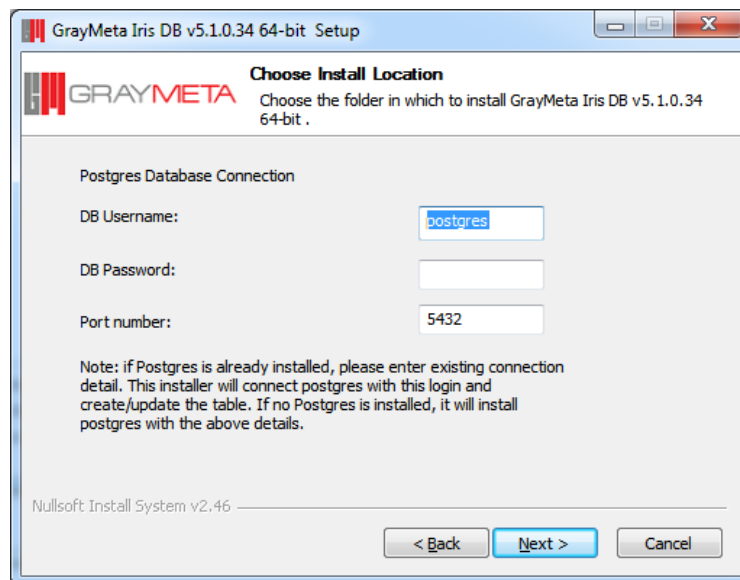 GrayMeta Iris DB v5.1.0.34 64-bit Setup
GRAYMETA
Choose Install Location
Choose the folder in which to install GrayMeta Iris DB v5.1.0.34
64-bit .
Postgres Database Connection
DB Username:
postgres
DB Password:
Port number:
5432
Note: if Postgres is already installed, please enter existing connection
detail. This installer will connect postgres with this login and
create/update the table. If no Postgres is installed, it will install
postgres with the above details.
Nullsoft Install System v2.46
< Back
Next >
Cancel